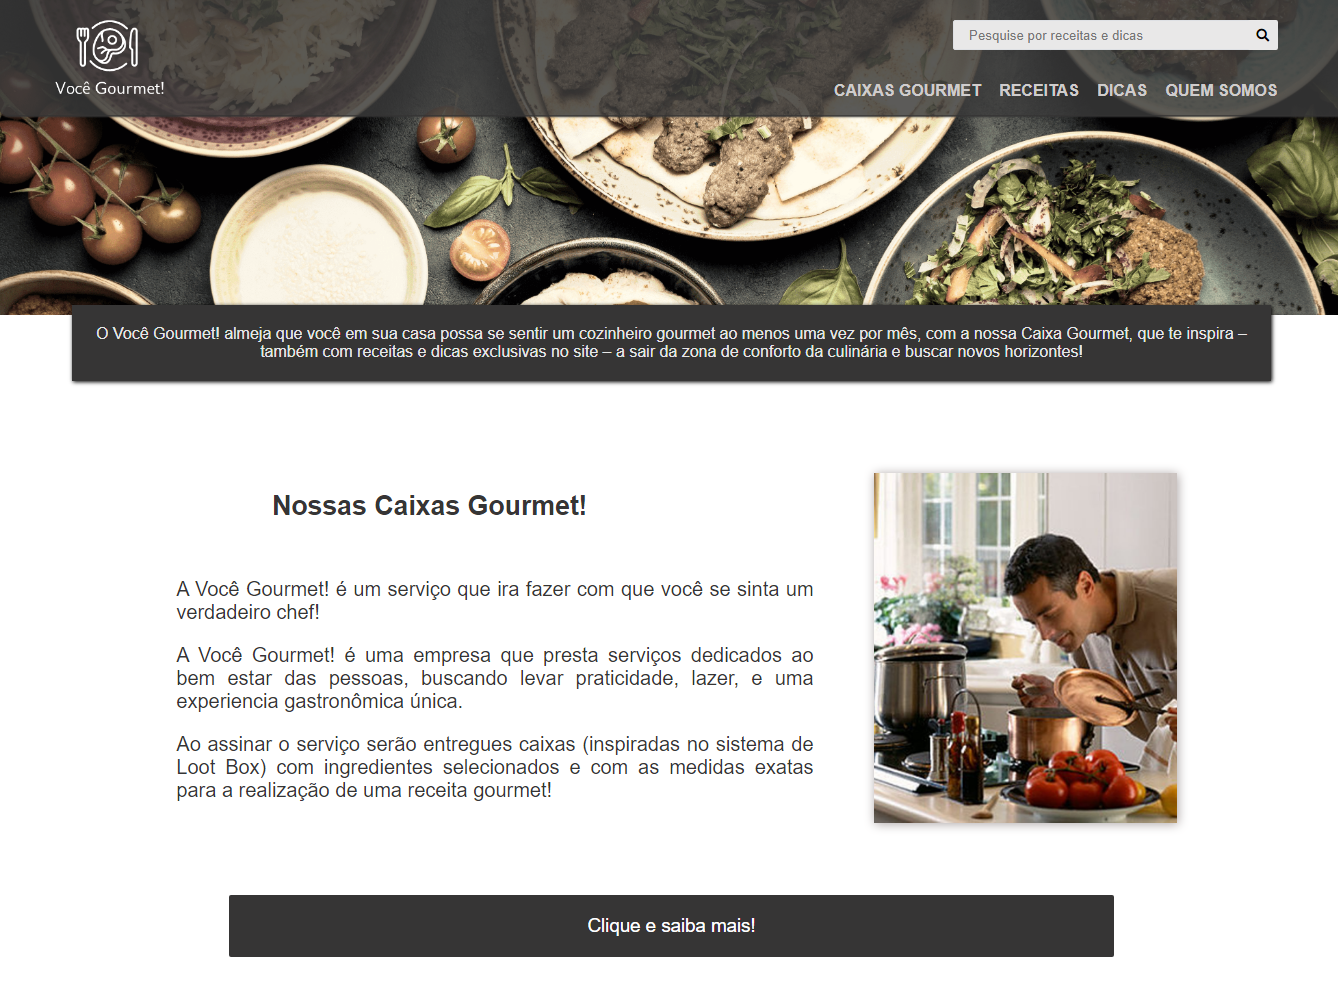 Pesquise por receitas e dicas
Você Gourmet!
CAIXAS GOURMET RECEITAS DICAS QUEM SOMOS
O Você Gourmet! almeja que você em sua casa possa se sentir um cozinheiro gourmet ao menos uma vez por mês, com a nossa Caixa Gourmet, que te inspira –
também com receitas e dicas exclusivas no site – a sair da zona de conforto da culinária e buscar novos horizontes!
Nossas Caixas Gourmet!
A Você Gourmet! é um serviço que ira fazer com que você se sinta um
verdadeiro chef!
A Você Gourmet! é uma empresa que presta serviços dedicados ao
bem estar das pessoas, buscando levar praticidade, lazer, e uma
experiencia gastronômica única.
Ao assinar o serviço serão entregues caixas (inspiradas no sistema de
Loot Box) com ingredientes selecionados e com as medidas exatas
para a realização de uma receita gourmet!
Clique e saiba mais!